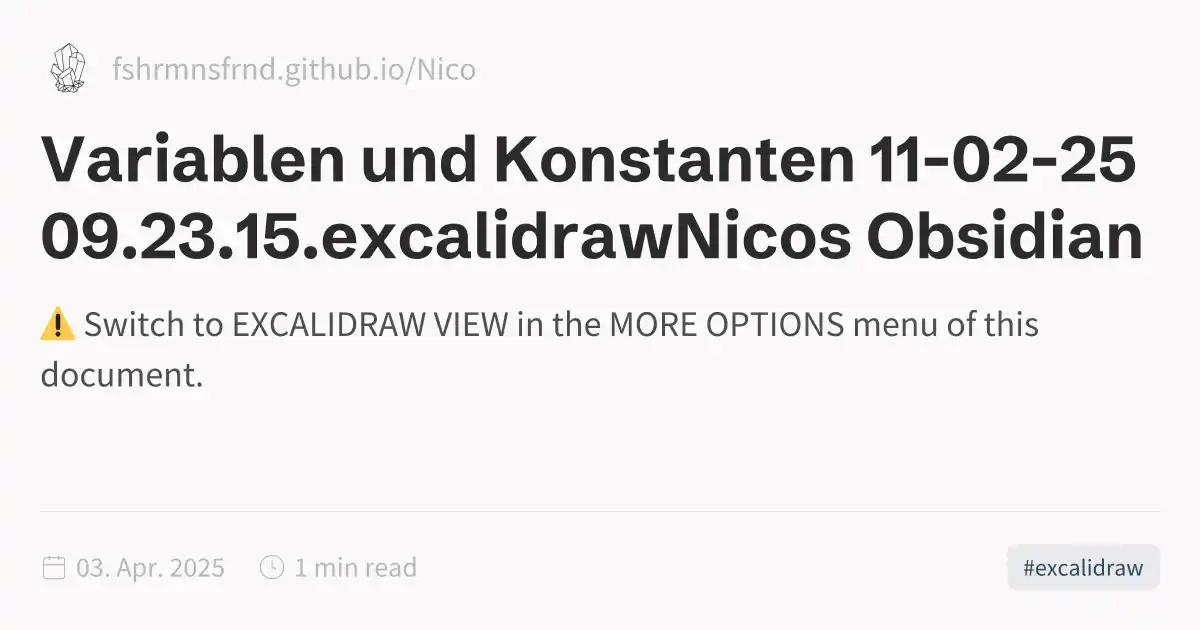 fshrmnsfrnd.github.io/Nico
Variablen und Konstanten 11-02-25
09.23.15.excalidrawNicos Obsidian
⚠️ Switch to EXCALIDRAW VIEW in the MORE OPTIONS menu of this
document.
03. Apr. 2025 1 min read #excalidraw